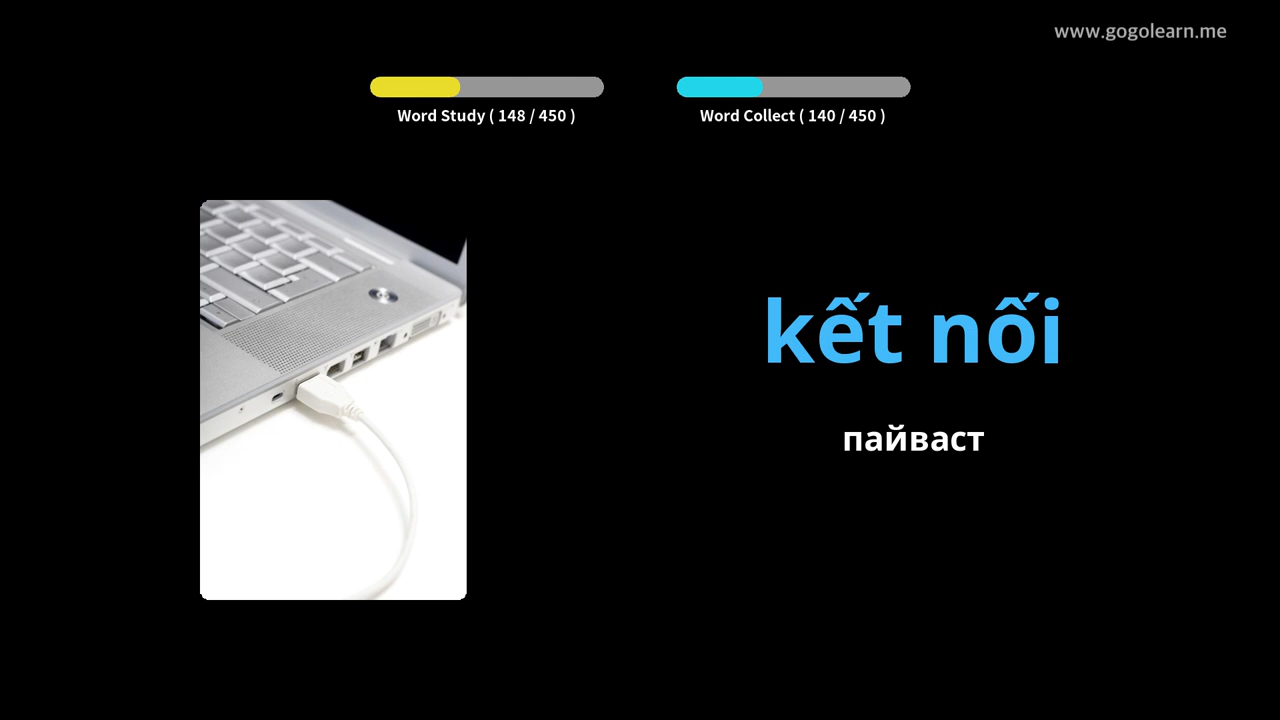 www.gogolearn.me
Word Study ( 148 / 450 )
Word Collect ( 140 / 450 )
kết nối
пайваст